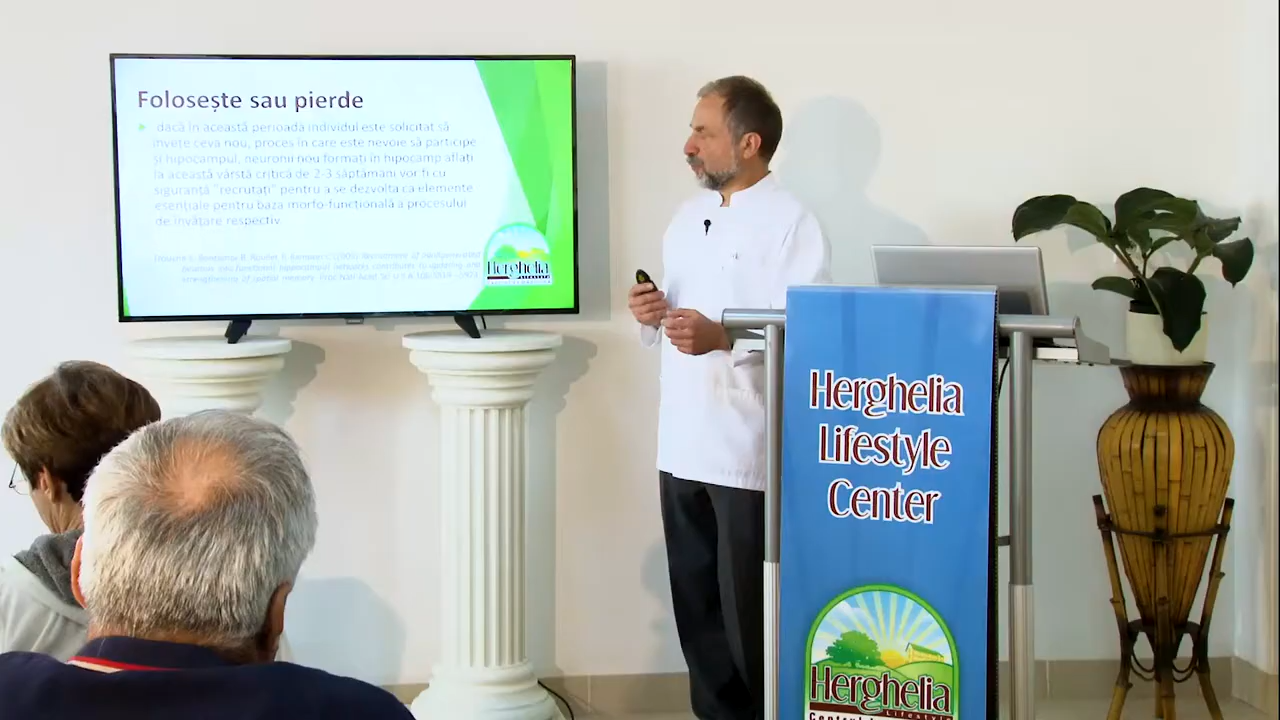 Folosește sau pierde
dacă în această perioadă individul este solicitat să
învețe ceva nou, proces în care este nevoie să participe
și hipocampul, neuronii nou formați în hipocamp aflați
la această vârstă critică de 2-3 săptămâni vor fi cu
siguranță "recrutați" pentru a se dezvolta ca elemente
esențiale pentru baza morfo-funcțională a procesului
de învățare respectiv.
Herghelia
Lifestyle
Herghelia
Lifestyle
Center
Herghelia
Lifestyle